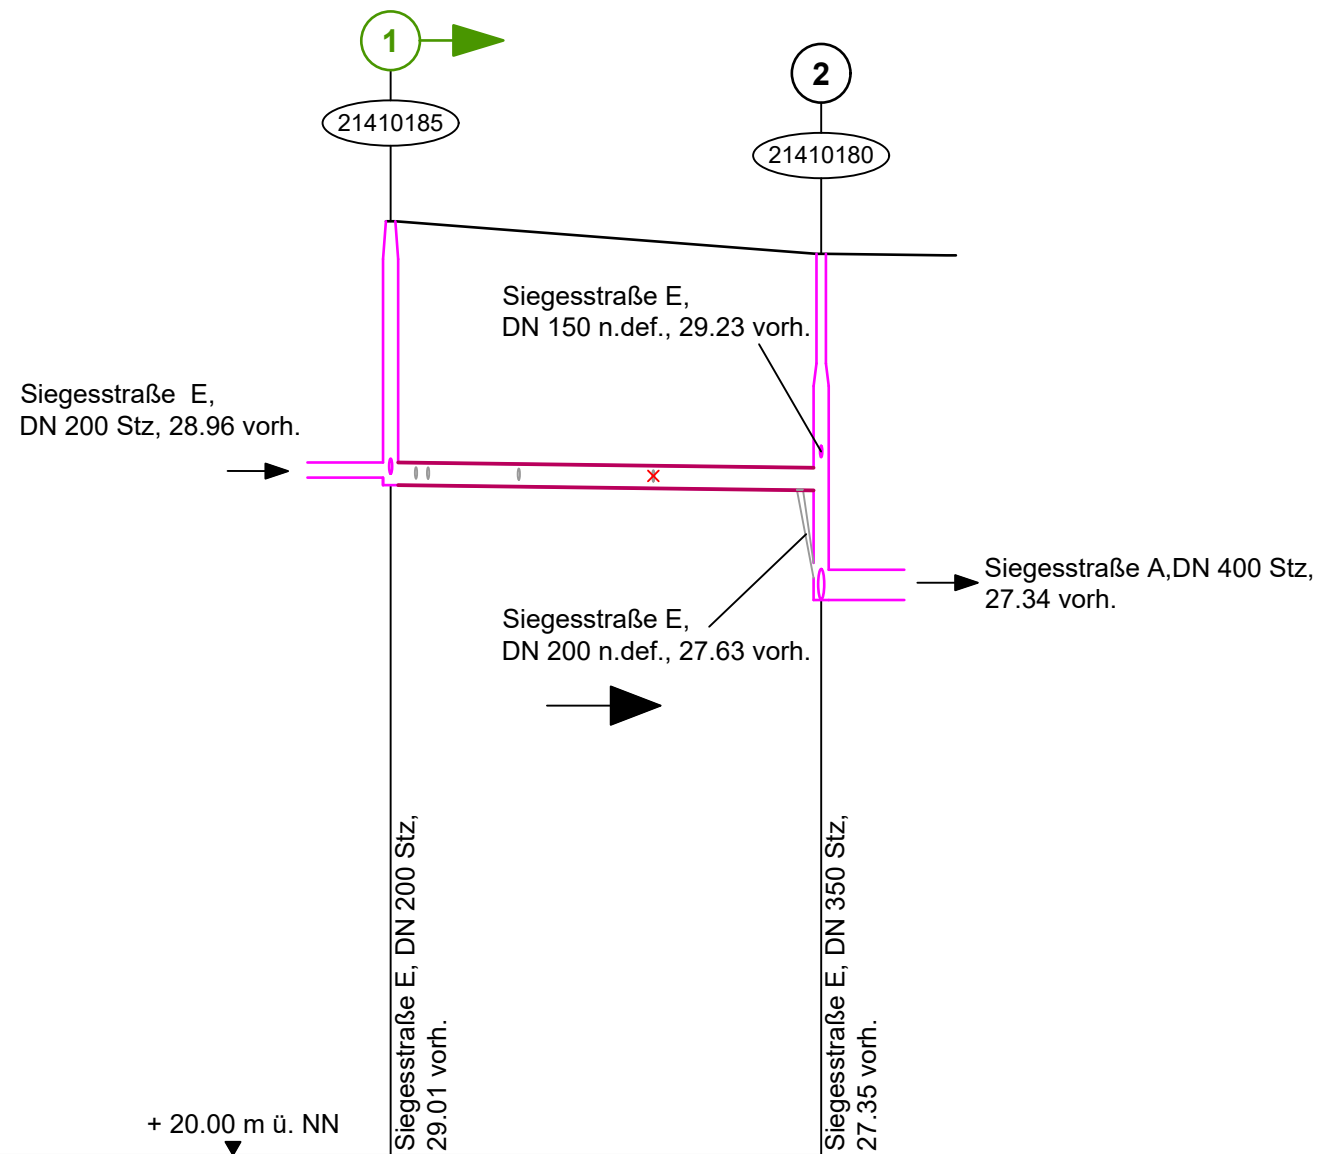 1
2
21410185
21410180
Siegesstraße E,
DN 150 n.def., 29.23 vorh.
Siegesstraße  E,
DN 200 Stz, 28.96 vorh.
Siegesstraße A,DN 400 Stz,
27.34 vorh.
Siegesstraße E,
DN 200 n.def., 27.63 vorh.
Siegesstraße E, DN 200 Stz,
29.01 vorh.
Siegesstraße E, DN 350 Stz,
27.35 vorh.
+ 20.00 m ü. NN